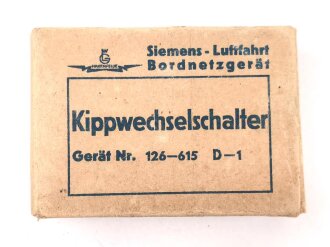 Siemens - Luftfahrt
Bordnetzgerät
Kippwechselschalter
Gerät Nr. 126-615 D-1